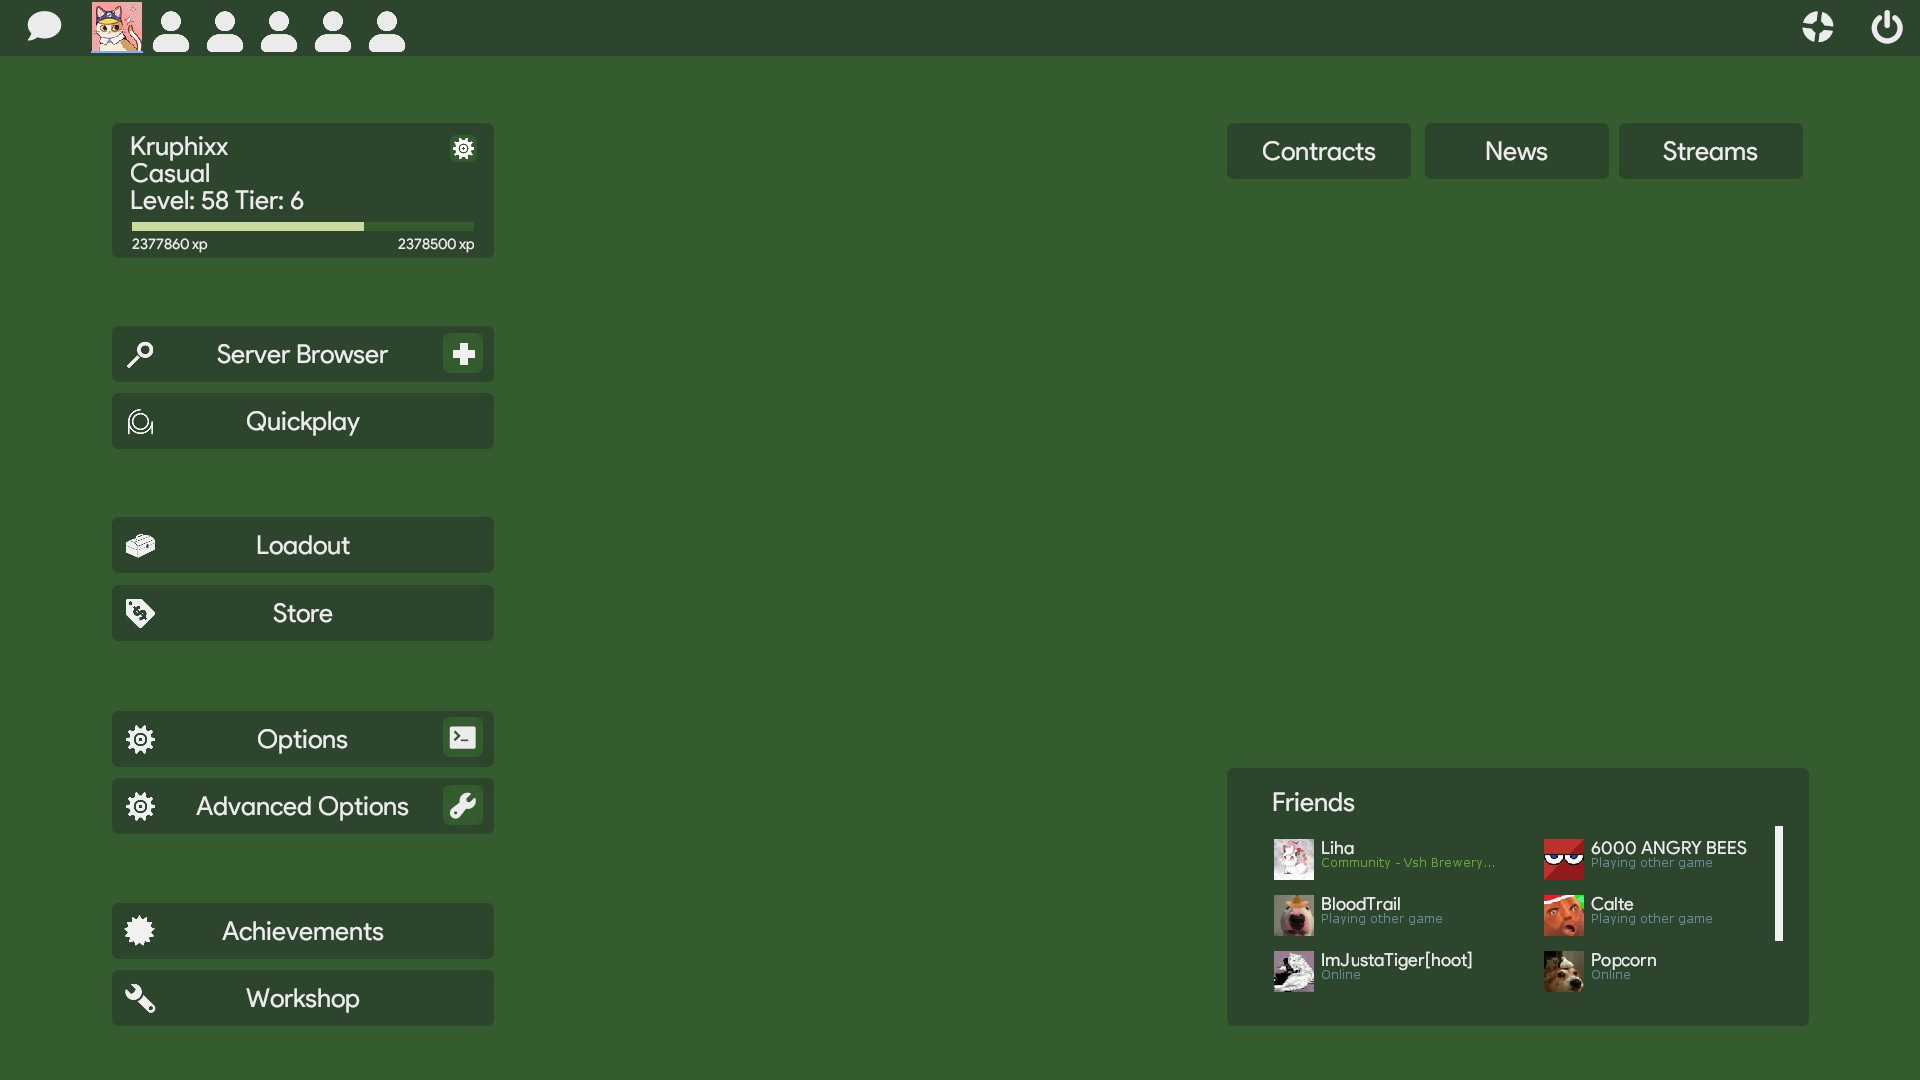 Kruphixx
Casual
Level: 58 Tier: 6
2377860 xp 2378500 xp
Contracts
News
Streams
Server Browser
Quickplay
Loadout
Store
Options
Advanced Options
Achievements
Workshop
Friends
Liha
Community - Vsh Brewery...
6000 ANGRY BEES
Playing other game
BloodTrail
Playing other game
Calte
Playing other game
ImJustaTiger[hoot]
Online
Popcorn
Online